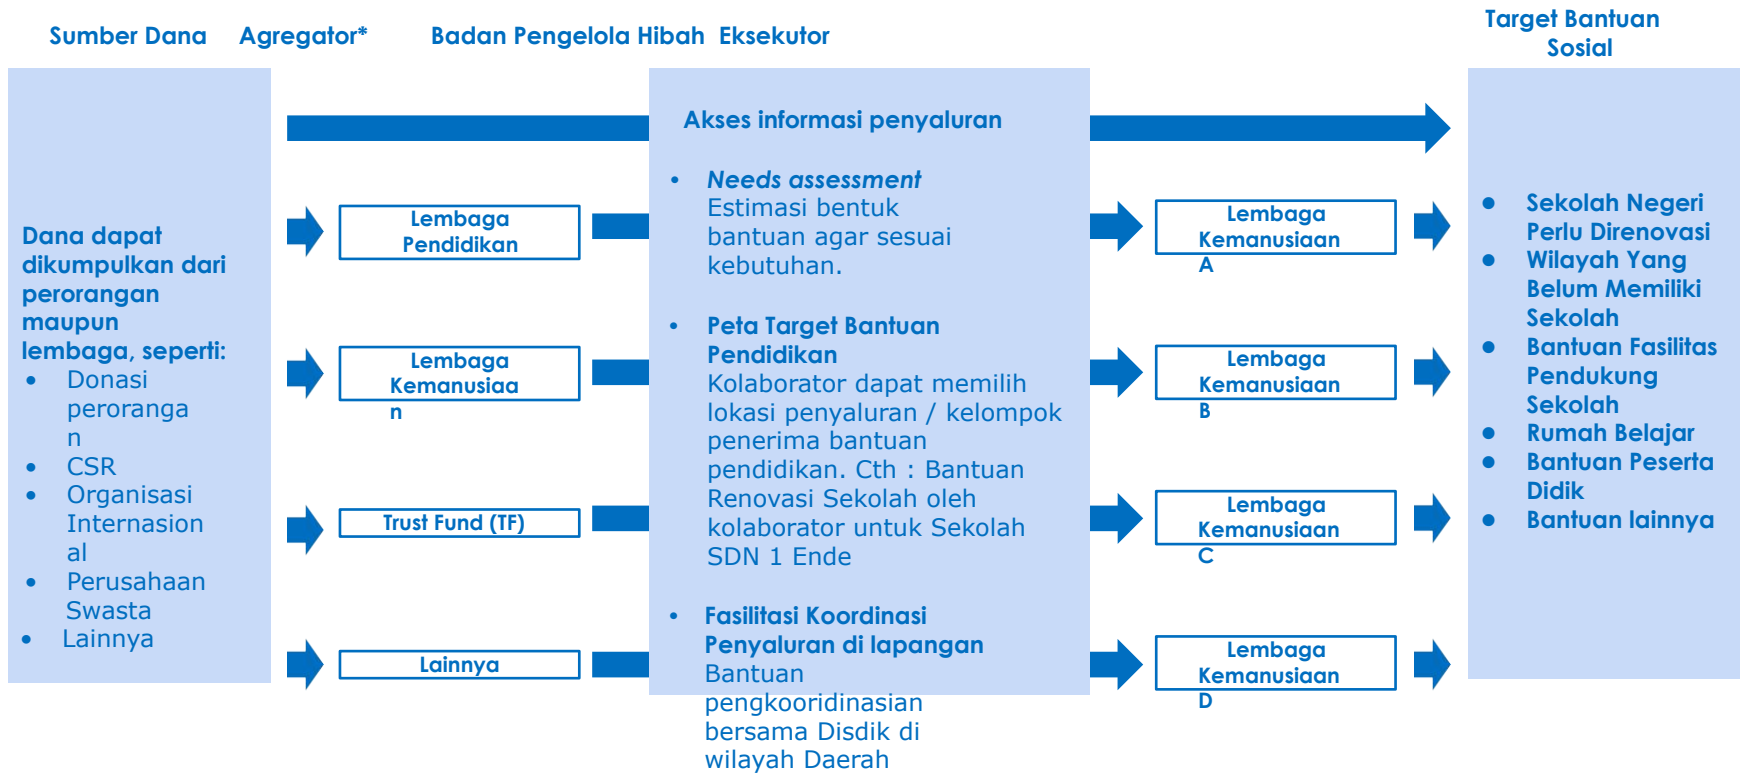 Sumber Dana
Agregator*
Badan Pengelola Hibah
Eksekutor
Target Bantuan
Sosial
Dana dapat
dikumpulkan dari
perorangan
maupun
lembaga, seperti:
• Donasi
peroranga
n
• CSR
• Organisasi
Internasion
al
• Perusahaan
Swasta
• Lainnya
Lembaga
Pendidikan
Lembaga
Kemanusiaa
n
Trust Fund (TF)
Lainnya
Akses informasi penyaluran
• Needs assessment
Estimasi bentuk
bantuan agar sesuai
kebutuhan.
• Peta Target Bantuan
Pendidikan
Kolaborator dapat memilih
lokasi penyaluran / kelompok
penerima bantuan
pendidikan. Cth : Bantuan
Renovasi Sekolah oleh
kolaborator untuk Sekolah
SDN 1 Ende
• Fasilitasi Koordinasi
Penyaluran di lapangan
Bantuan
pengkooridinasian
bersama Disdik di
wilayah Daerah
Lembaga
Kemanusiaan
A
Lembaga
Kemanusiaan
B
Lembaga
Kemanusiaan
C
Lembaga
Kemanusiaan
D
● Sekolah Negeri
Perlu Direnovasi
● Wilayah Yang
Belum Memiliki
Sekolah
● Bantuan Fasilitas
Pendukung
Sekolah
● Rumah Belajar
● Bantuan Peserta
Didik
● Bantuan lainnya